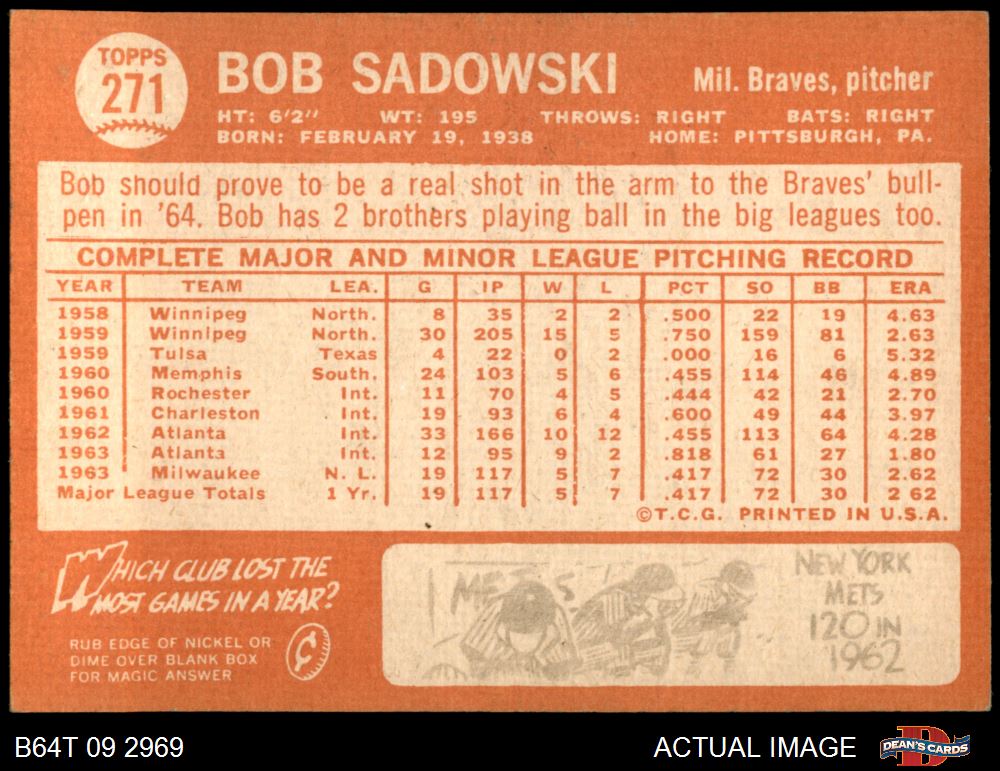 TOPPS
271
BOB SADOWSKI
Mil. Braves, pitcher
HT: 6'2" WT: 195 THROWS: RIGHT BATS: RIGHT
BORN: FEBRUARY 19, 1938 HOME: PITTSBURGH, PA.
Bob should prove to be a real shot in the arm to the Braves' bull-
pen in '64. Bob has 2 brothers playing ball in the big leagues too.
COMPLETE MAJOR AND MINOR LEAGUE PITCHING RECORD
YEAR TEAM LEA. G IP W L PCT SO BB ERA
1958 Winnipeg North. 8 35 2 2 .500 22 19 4.63
1959 Winnipeg North. 30 205 15 5 .750 159 81 2.63
1959 Tulsa Texas 4 22 0 2 .000 16 6 5.32
1960 Memphis South. 24 103 5 6 .455 114 46 4.89
1960 Rochester Int. 11 70 4 5 .444 42 21 2.70
1961 Charleston Int. 19 93 6 4 .600 49 44 3.97
1962 Atlanta Int. 33 166 10 12 .455 113 64 4.28
1963 Atlanta Int. 12 95 9 2 .818 61 27 1.80
1963 Milwaukee N. L. 19 117 5 7 .417 72 30 2.62
Major League Totals 1 Yr. 19 117 5 7 .417 72 30 2 62
©T.C.G. PRINTED IN U.S.A.
WHICH CLUB LOST THE
MOST GAMES IN A YEAR?
RUB EDGE OF NICKEL OR
DIME OVER BLANK BOX
FOR MAGIC ANSWER
METS
NEW YORK
METS
120 IN
1962
B64T 09 2969
ACTUAL IMAGE
DEAN'S CARDS